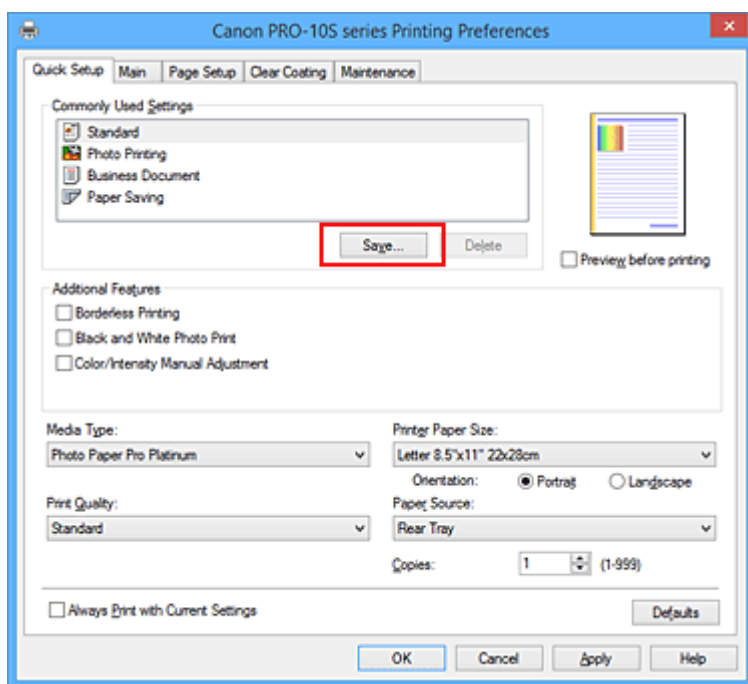 Canon PRO-10S series Printing Preferences
Quick Setup Main Page Setup Clear Coating Maintenance
Commonly Used Settings
Standard
Photo Printing
Business Document
Paper Saving
Save... Delete
Preview before printing
Additional Features
Borderless Printing
Black and White Photo Print
Color/Intensity Manual Adjustment
Media Type: Printer Paper Size:
Photo Paper Pro Platinum Letter 8.5"x11" 22x28cm
Orientation: Portrait Landscape
Print Quality: Paper Source:
Standard Rear Tray
Copies: 1 (1-999)
Always Print with Current Settings Defaults
OK Cancel Apply Help